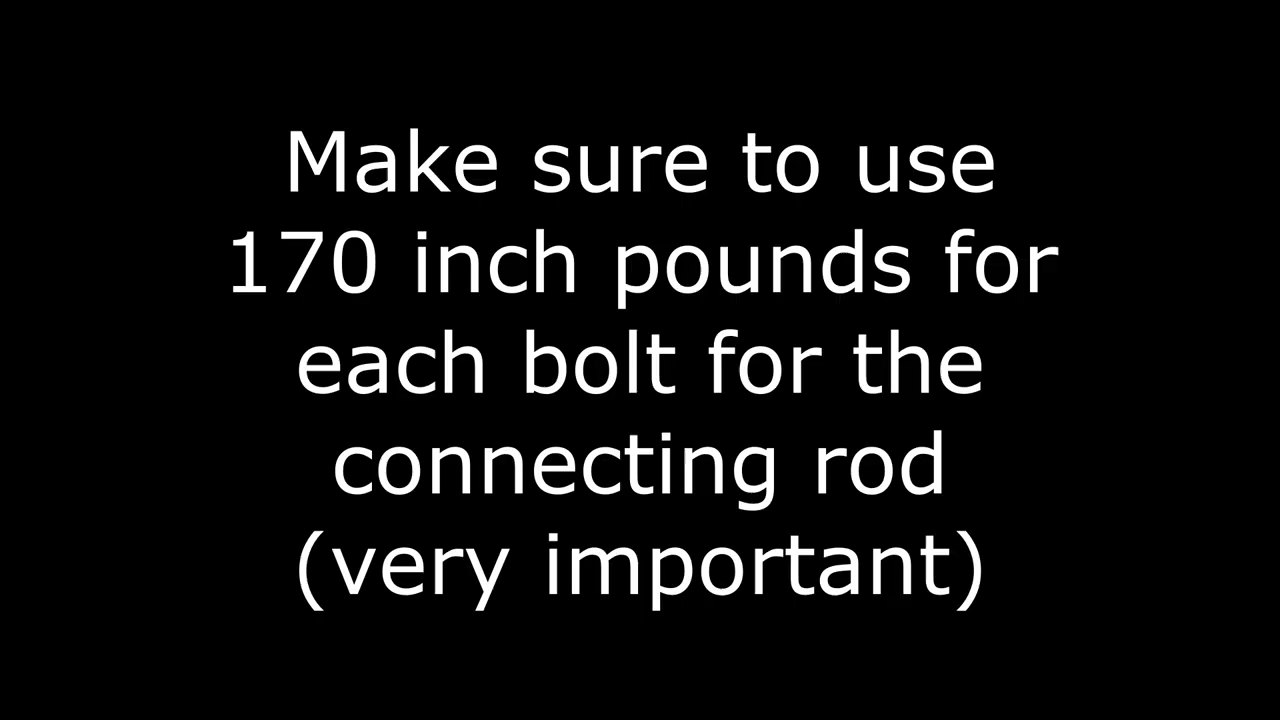 Make sure to use
170 inch pounds for
each bolt for the
connecting rod
(very important)